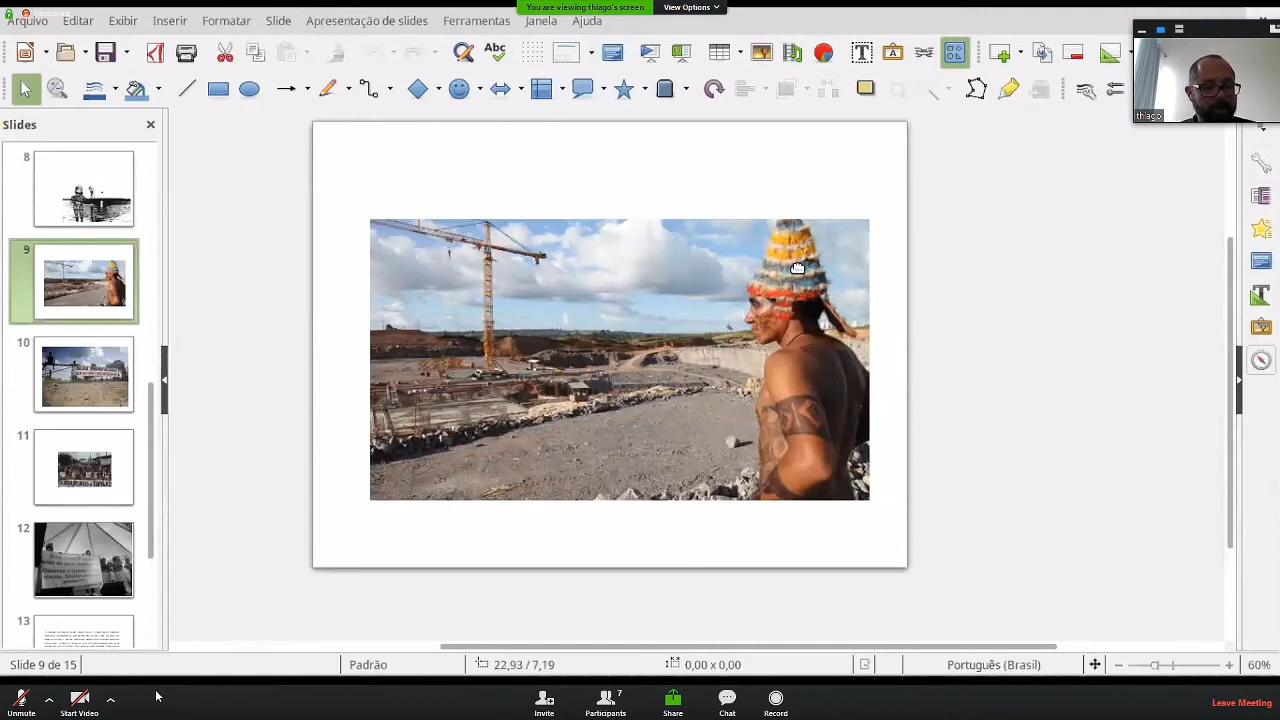 You are viewing thiago's screen
View Options
Arquivo Editar Exibir Inserir Formatar Slide Apresentação de slides Ferramentas Janela Ajuda
Abc
thiago
Slides
8
9
10
11
12
13
Slide 9 de 15
Padrão
22,93 / 7,19
0,00 x 0,00
Português (Brasil)
60%
Unmute
Start Video
Invite
Participants
7
Share
Chat
Record
Leave Meeting